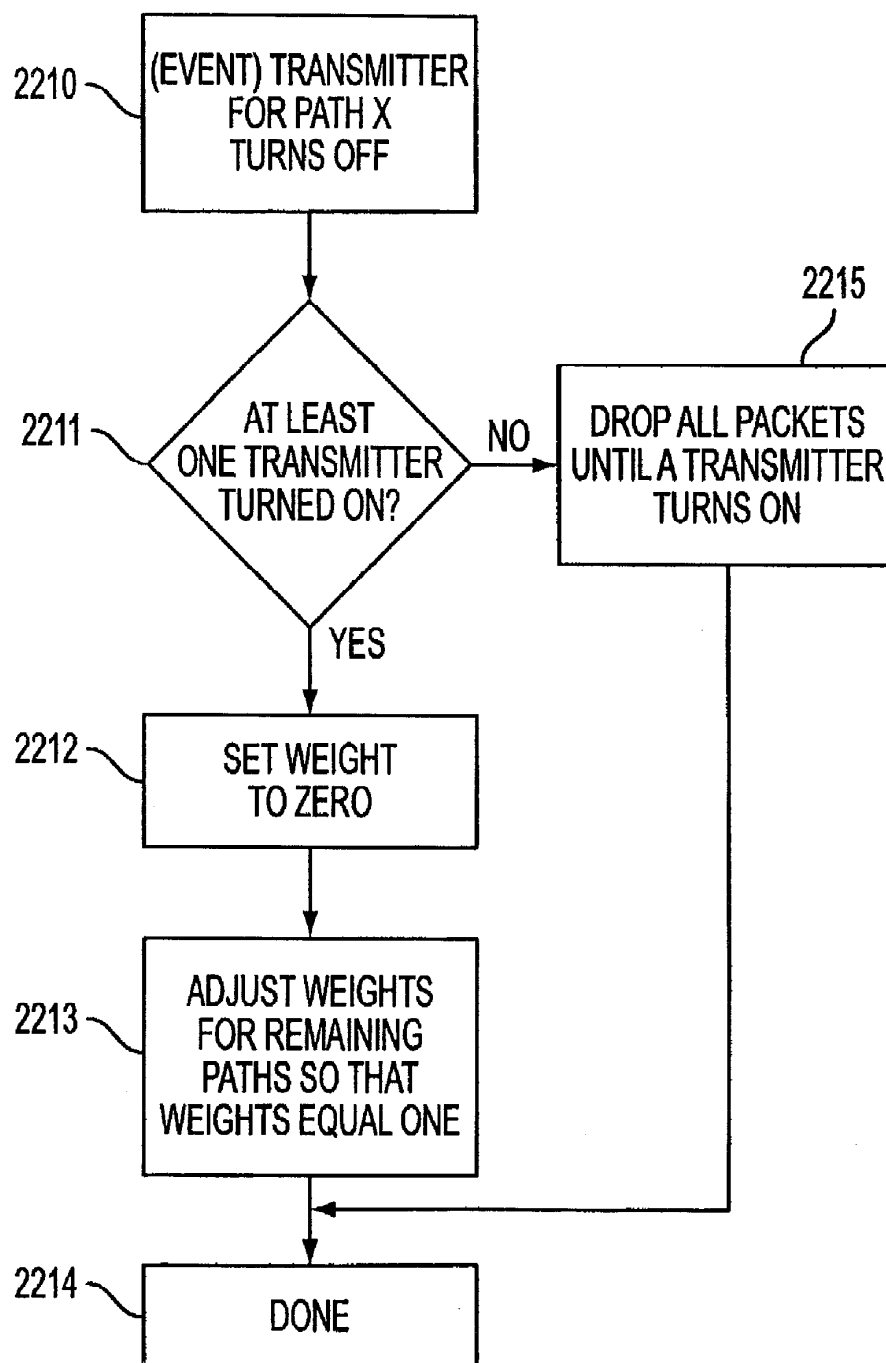 2210
(EVENT) TRANSMITTER
FOR PATH X
TURNS OFF
2211
AT LEAST
ONE TRANSMITTER
TURNED ON?
NO
2215
DROP ALL PACKETS
UNTIL A TRANSMITTER
TURNS ON
YES
2212
SET WEIGHT
TO ZERO
2213
ADJUST WEIGHTS
FOR REMAINING
PATHS SO THAT
WEIGHTS EQUAL ONE
2214
DONE